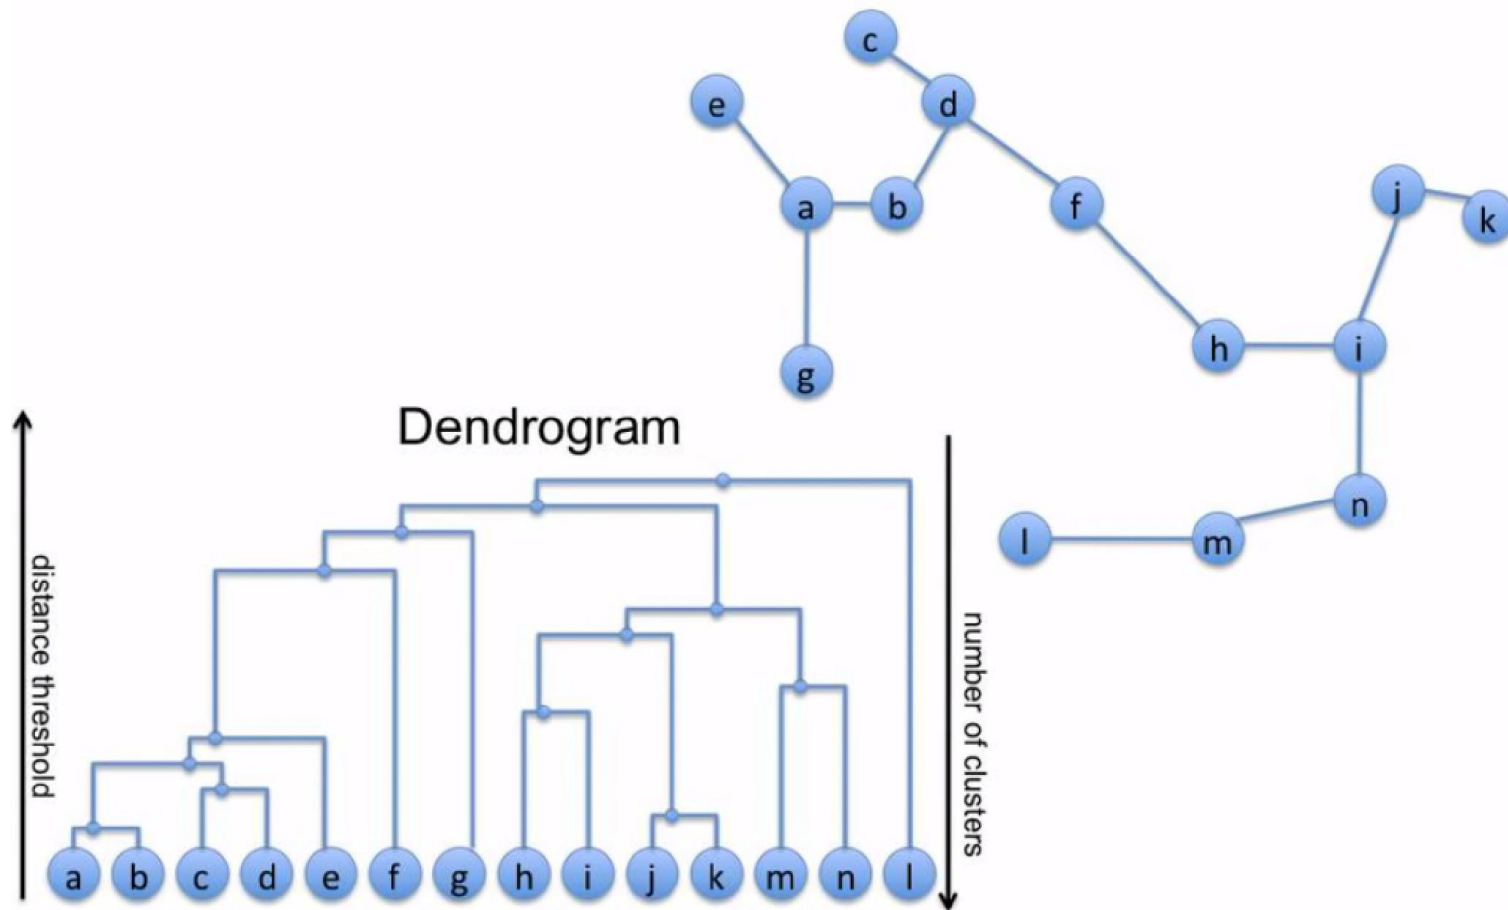 c
e
d
a
b
f
j
k
h
i
g
n
l
m
Dendrogram
distance threshold
number of clusters
a b c d e f g h i j k m n l